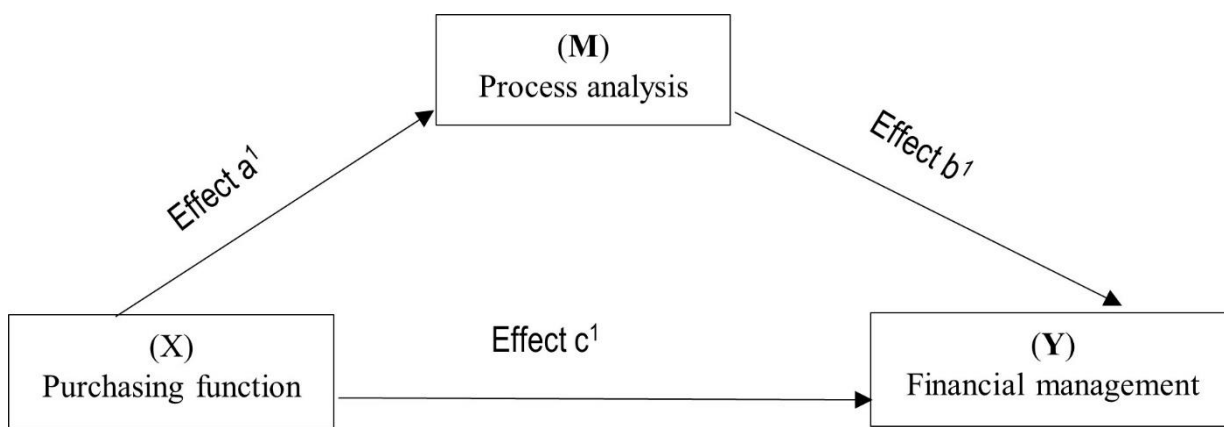 (M)
Process analysis
Effect a¹
Effect b¹
(X)
Purchasing function
Effect c¹
(Y)
Financial management